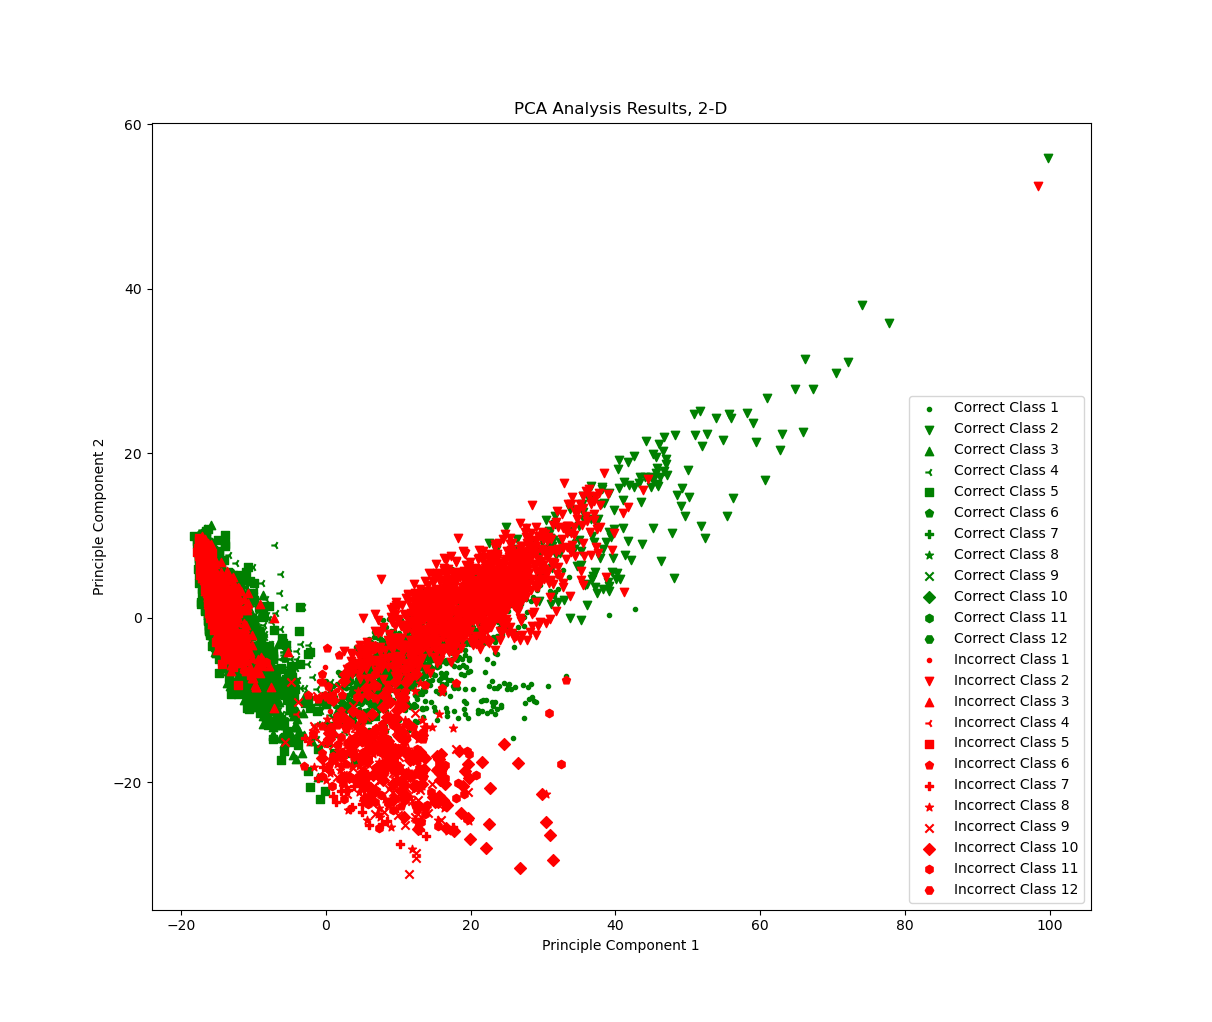 PCA Analysis Results, 2-D
60
40
20
0
−20
Principle Component 2
−20
0
20
40
60
80
100
Principle Component 1
Correct Class 1
Correct Class 2
Correct Class 3
Correct Class 4
Correct Class 5
Correct Class 6
Correct Class 7
Correct Class 8
Correct Class 9
Correct Class 10
Correct Class 11
Correct Class 12
Incorrect Class 1
Incorrect Class 2
Incorrect Class 3
Incorrect Class 4
Incorrect Class 5
Incorrect Class 6
Incorrect Class 7
Incorrect Class 8
Incorrect Class 9
Incorrect Class 10
Incorrect Class 11
Incorrect Class 12